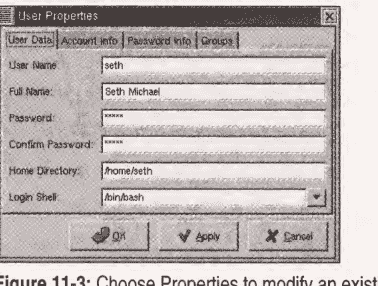 User Properties
User Data Account Info Password Info Groups
User Name seth
Full Name: Seth Michael
Password: *****
Confirm Password: *****
Home Directory: /home/seth
Login Shell: /bin/bash
OK Apply Cancel
Figure 11-3: Choose Properties to modify an exist